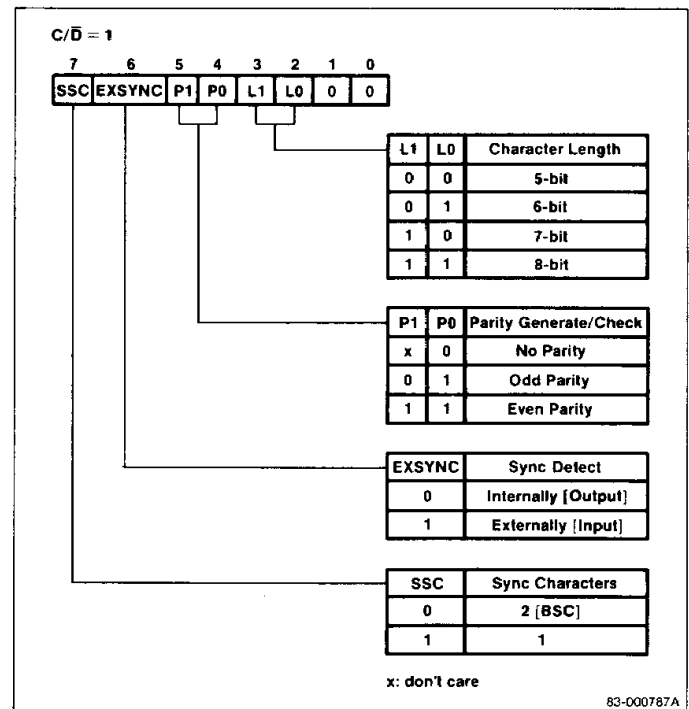 C/D̅ = 1
7 6 5 4 3 2 1 0
SSC EXSYNC P1 P0 L1 L0 0 0
L1 L0 Character Length
0 0 5-bit
0 1 6-bit
1 0 7-bit
1 1 8-bit
P1 P0 Parity Generate/Check
x 0 No Parity
0 1 Odd Parity
1 1 Even Parity
EXSYNC Sync Detect
0 Internally [Output]
1 Externally [Input]
SSC Sync Characters
0 2 [BSC]
1 1
x: don't care
83-000787A